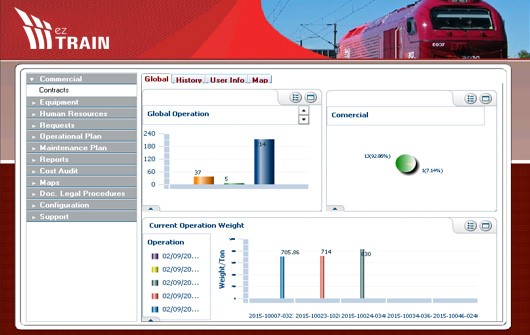 ez
TRAIN
Commercial
Contracts
Equipment
Human Resources
Requests
Operational Plan
Maintenance Plan
Reports
Cost Audit
Maps
Doc. Legal Procedures
Configuration
Support
Global History User Info Map
Global Operation
240
180
120
60
0
37
5
14
Comercial
13(92.86%)
1(7.14%)
Current Operation Weight
Operation
02/09/20...
02/09/20...
02/09/20...
02/09/20...
02/09/20...
Weight/Ton
705.86
714
830
2015-10007-032 2015-10023-102 2015-10024-034 2015-10034-036 2015-10046-024